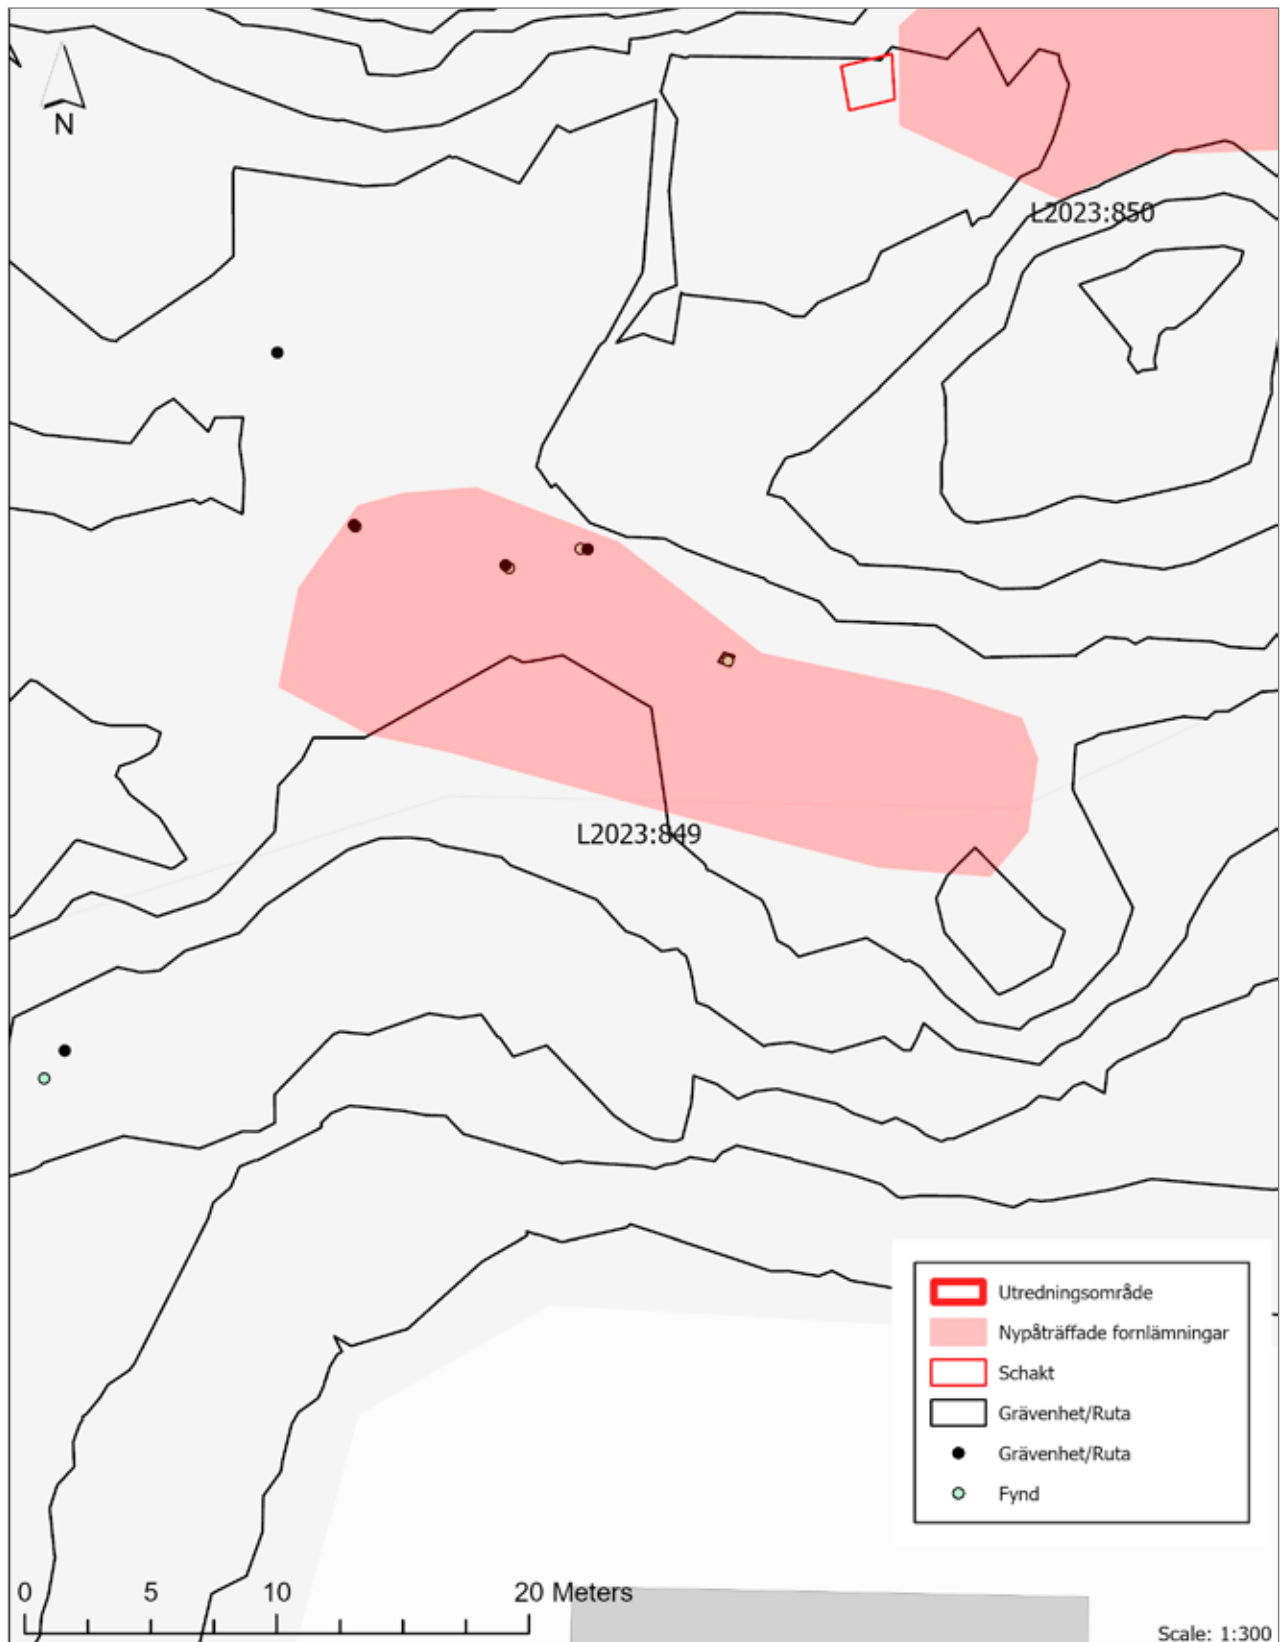 N
L2023:850
L2023:849
Utredningsområde
Nypåträffade fornlämningar
Schakt
Grävenhet/Ruta
Grävenhet/Ruta
Fynd
0 5 10 20 Meters
Scale: 1:300